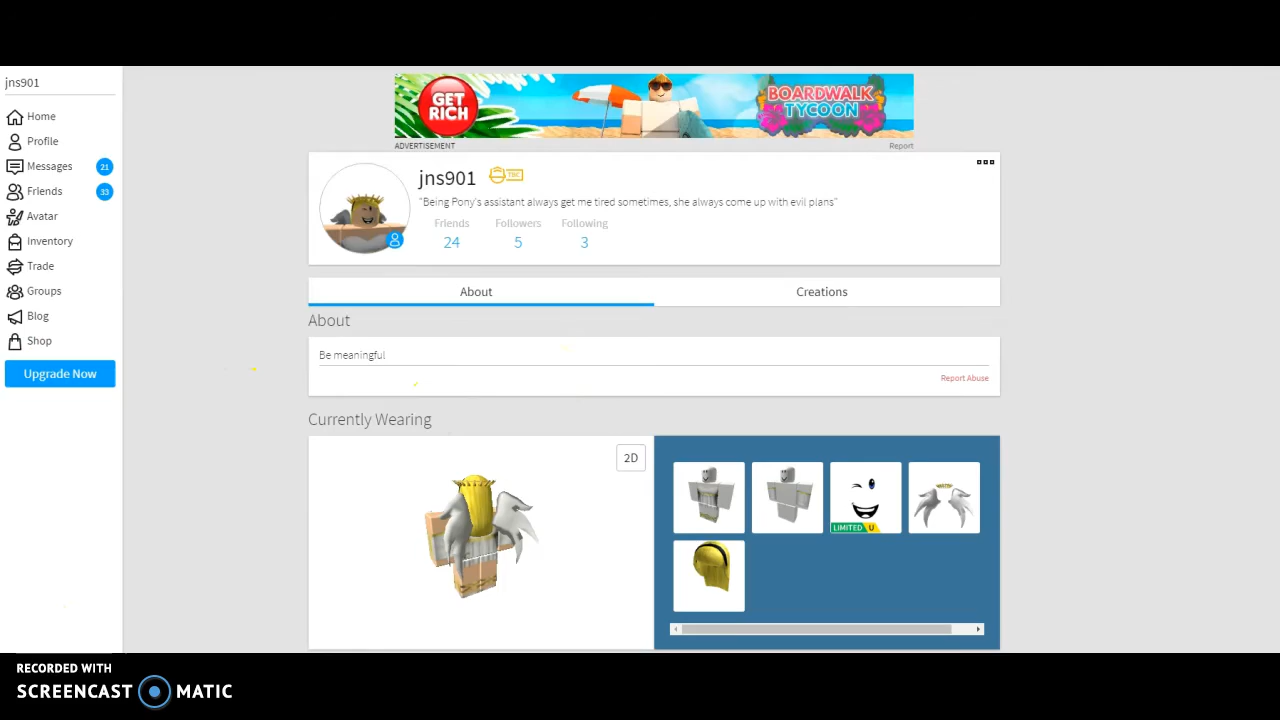 jns901
Home
Profile
Messages 21
Friends 33
Avatar
Inventory
Trade
Groups
Blog
Shop
Upgrade Now
GET RICH
BOARDWALK TYCOON
ADVERTISEMENT Report
jns901 TBC
"Being Pony's assistant always get me tired sometimes, she always come up with evil plans"
Friends Followers Following
24 5 3
About Creations
About
Be meaningful
Report Abuse
Currently Wearing
2D
LIMITED U
RECORDED WITH
SCREENCAST MATIC